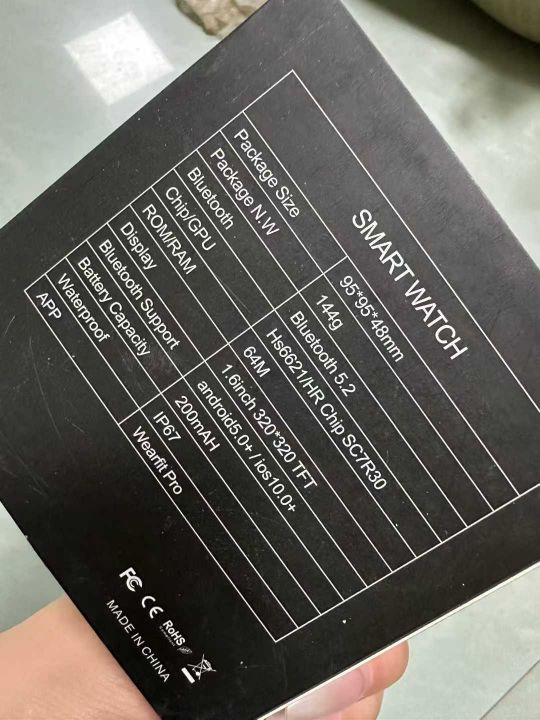 SMART WATCH
Package Size 95*95*48mm
Package N.W 144g
Bluetooth Bluetooth 5.2
Chip/GPU Hs6621/HR Chip SC7R30
ROM/RAM 64M
Display 1.6inch 320*320 TFT
Bluetooth Support android5.0+ / ios10.0+
Battery Capacity 200mAH
Waterproof IP67
APP Wearfit Pro
FC CE RoHS
MADE IN CHINA